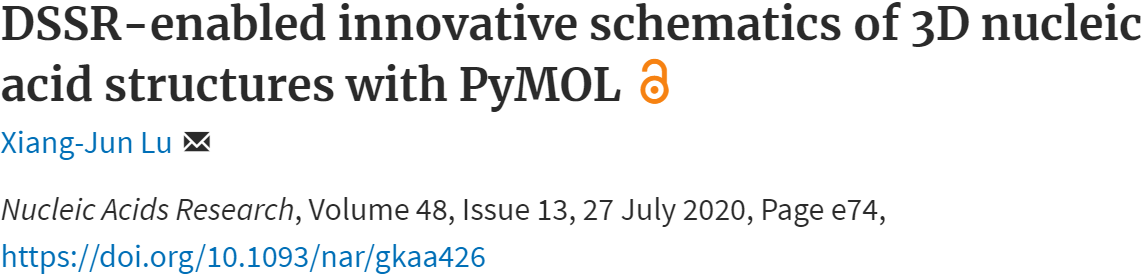 DSSR-enabled innovative schematics of 3D nucleic
acid structures with PyMOL
Xiang-Jun Lu
Nucleic Acids Research, Volume 48, Issue 13, 27 July 2020, Page e74,
https://doi.org/10.1093/nar/gkaa426